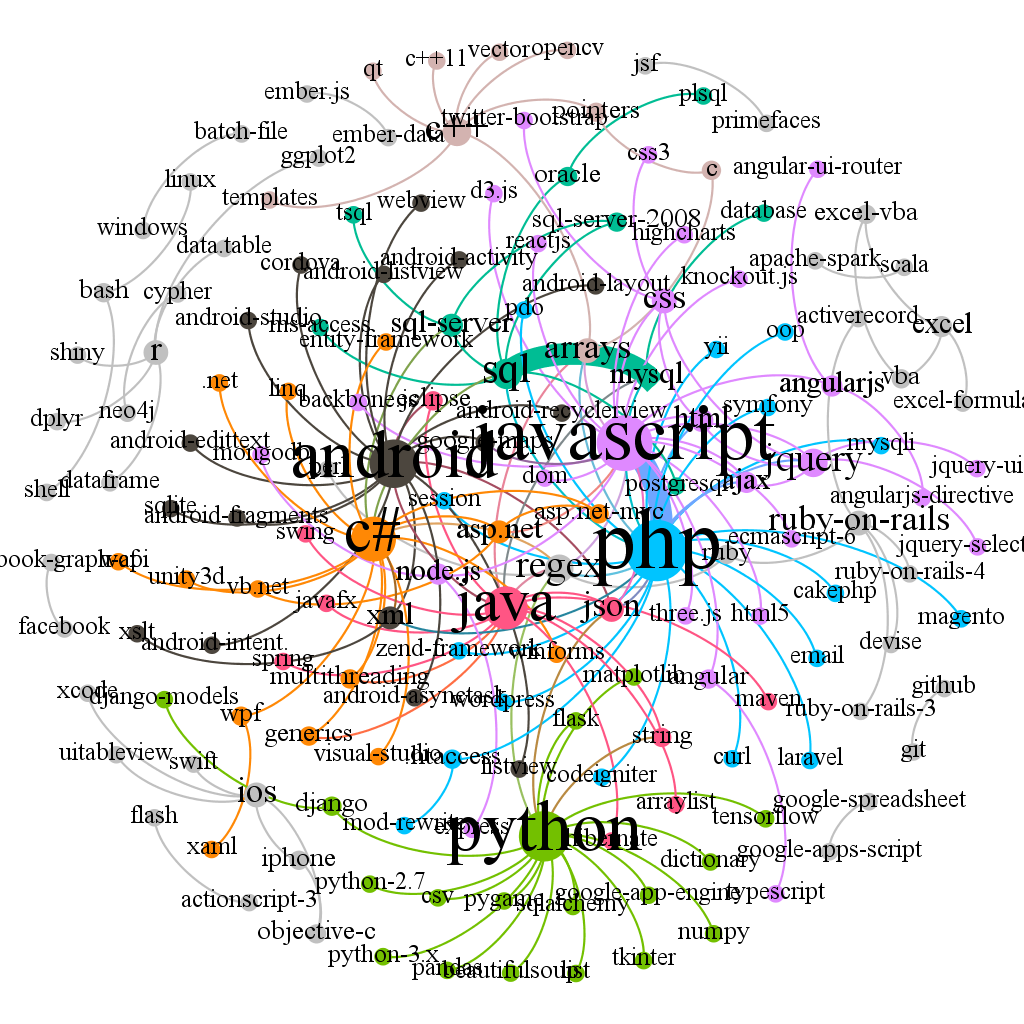 c++11
vector
opencv
qt
jsf
ember.js
plsql
pointers
twitter-bootstrap
primefaces
batch-file
ember-data
c++
ggplot2
css3
angular-ui-router
c
linux
oracle
d3.js
templates
webview
tsql
sql-server-2008
database
excel-vba
windows
highcharts
reactjs
data.table
android-activity
cordova
android-listview
apache-spark
scala
knockout.js
bash
cypher
android-layout
css
pdo
android-studio
ms-access
sql-server
activerecord
excel
oop
entity-framework
shiny
r
arrays
yii
sql
mysql
vba
.net
linq
angularjs
backbone.js
eclipse
excel-formula
dplyr
neo4j
android-recyclerview
html
symfony
android-edittext
google-maps
javascript
mysqli
mongodb
android
perl
jquery
jquery-ui
dom
ajax
dataframe
shell
postgresql
angularjs-directive
session
sqlite
android-fragments
asp.net-mvc
ruby-on-rails
swing
c#
asp.net
php
ecmascript-6
jquery-select
ruby
wcf
unity3d
node.js
regex
ruby-on-rails-4
vb.net
cakephp
javafx
java
json
three.js
html5
magento
facebook
xml
xslt
android-intent
devise
zend-framework
winforms
email
spring
multithreading
matplotlib
angular
github
xcode
django-models
android-asynctask
wordpress
maven
ruby-on-rails-3
wpf
flask
generics
string
uitableview
visual-studio
.htaccess
git
swift
curl
laravel
listview
codeigniter
ios
django
arraylist
google-spreadsheet
flash
mod-rewrite
express
tensorflow
python
hibernate
xaml
iphone
dictionary
google-apps-script
python-2.7
csv
pygame
google-app-engine
typescript
actionscript-3
sqlalchemy
objective-c
numpy
python-3.x
pandas
beautifulsoup
list
tkinter